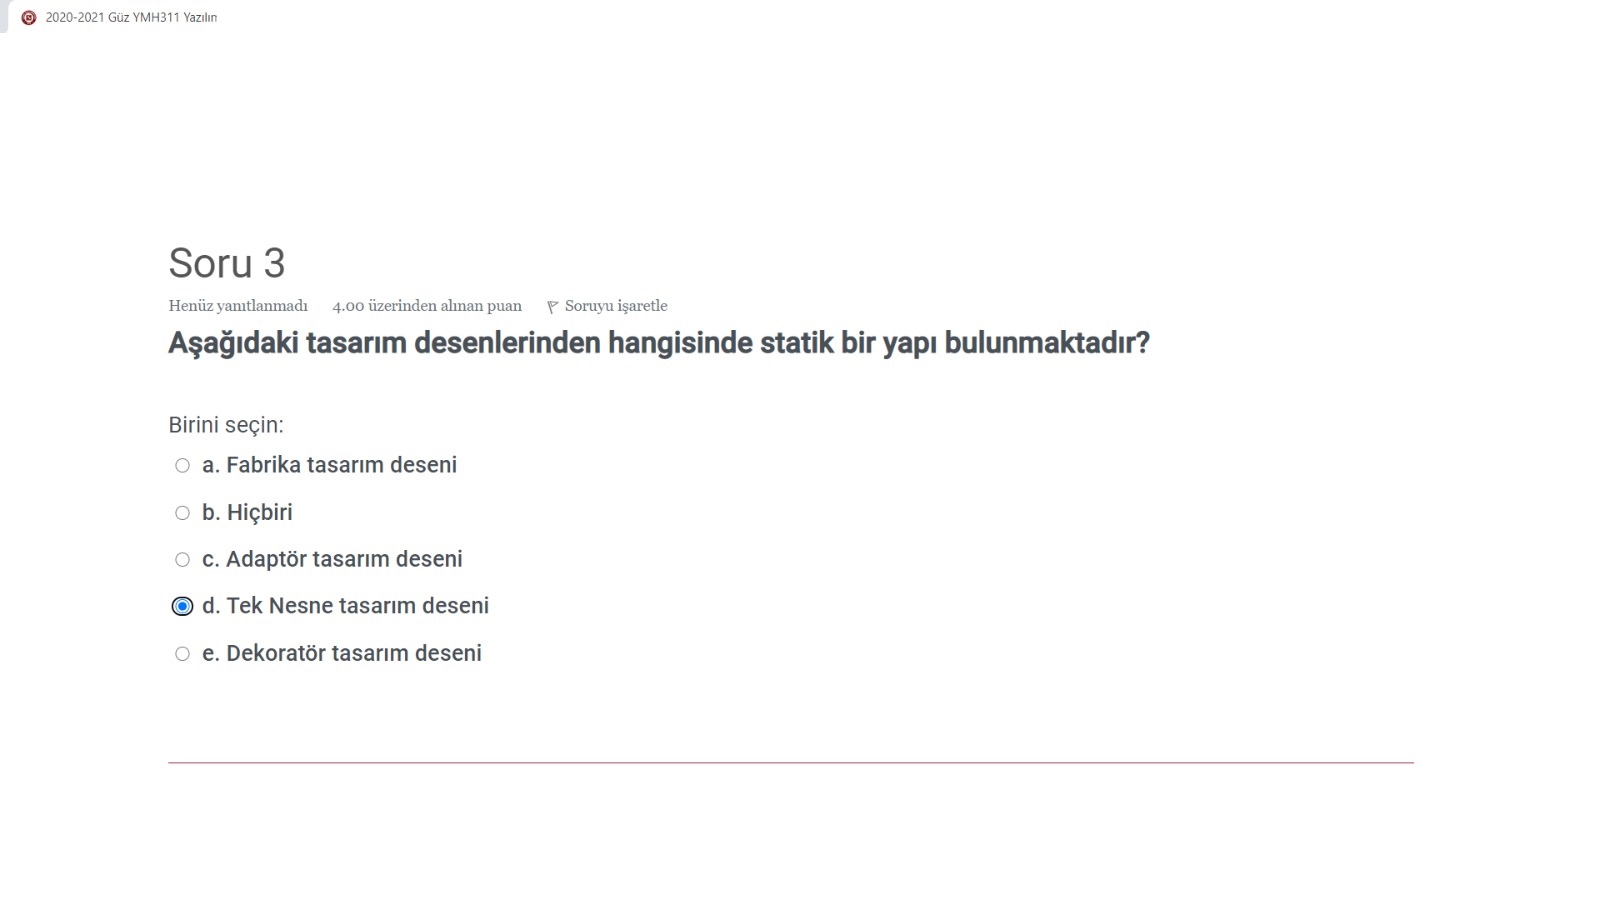 2020-2021 Güz YMH311 Yazılın
Soru 3
Henüz yanıtlanmadı 4.00 üzerinden alınan puan Soruyu işaretle
Aşağıdaki tasarım desenlerinden hangisinde statik bir yapı bulunmaktadır?
Birini seçin:
a. Fabrika tasarım deseni
b. Hiçbiri
c. Adaptör tasarım deseni
d. Tek Nesne tasarım deseni
e. Dekoratör tasarım deseni